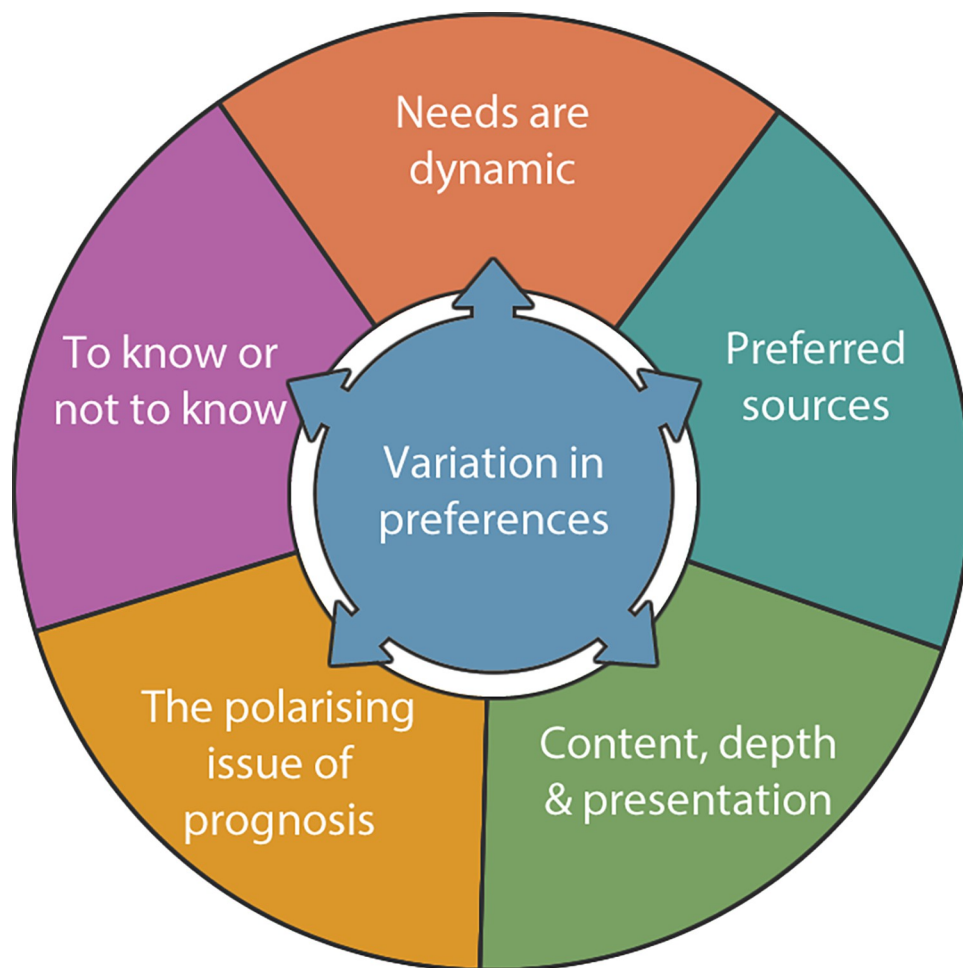 Needs are
dynamic
Preferred
sources
Content, depth
& presentation
The polarising
issue of
prognosis
To know or
not to know
Variation in
preferences